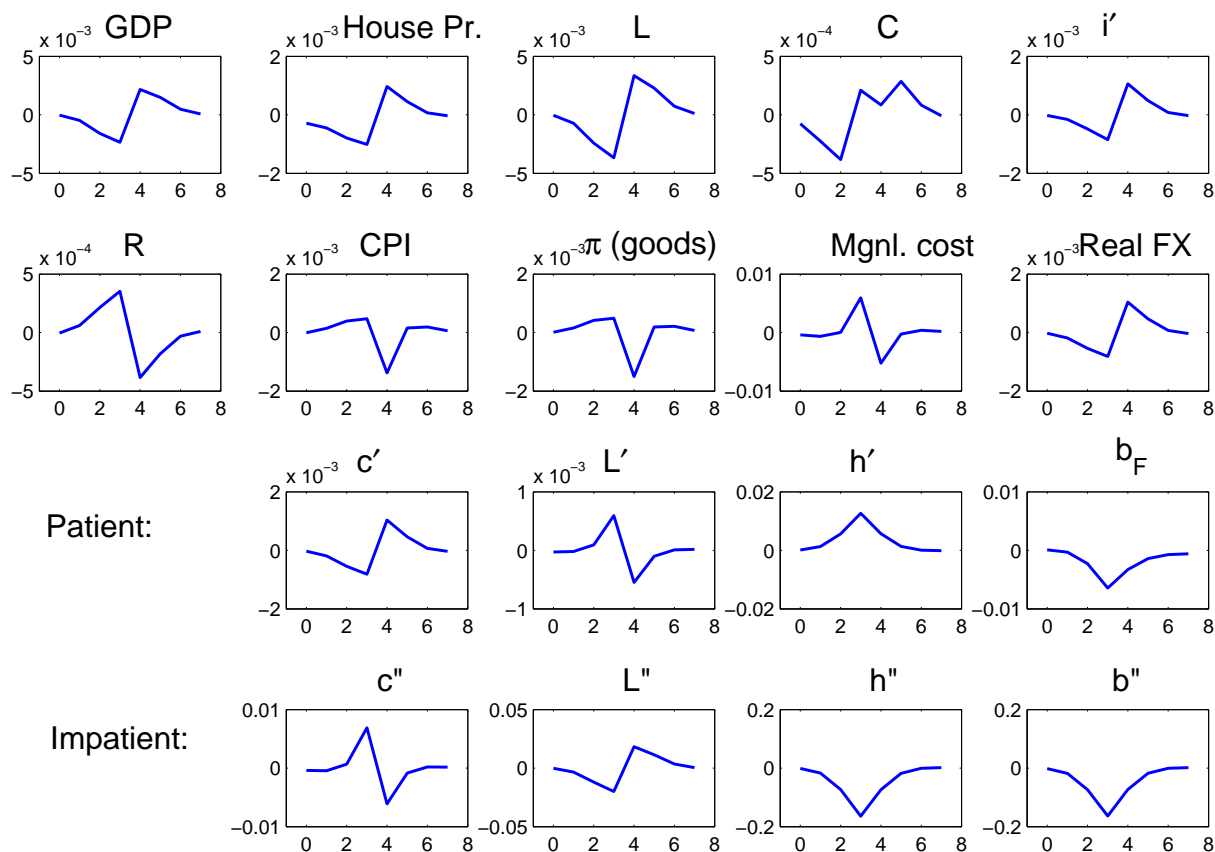 GDP House Pr. L C i′
x 10⁻³ x 10⁻³ x 10⁻³ x 10⁻⁴ x 10⁻³
5 2 5 5 2
0 0 0 0 0
−5 −2 −5 −5 −2
0 2 4 6 8 0 2 4 6 8 0 2 4 6 8 0 2 4 6 8 0 2 4 6 8
R CPI π (goods) Mgnl. cost Real FX
x 10⁻⁴ x 10⁻³ x 10⁻³ x 10⁻³
5 2 2 0.01 2
0 0 0 0 0
−5 −2 −2 −0.01 −2
0 2 4 6 8 0 2 4 6 8 0 2 4 6 8 0 2 4 6 8 0 2 4 6 8
c′ L′ h′ b_F
x 10⁻³ x 10⁻³
2 1 0.02 0.01
Patient:
0 0 0 0
−2 −1 −0.02 −0.01
0 2 4 6 8 0 2 4 6 8 0 2 4 6 8 0 2 4 6 8
c" L" h" b"
0.01 0.05 0.2 0.2
Impatient:
0 0 0 0
−0.01 −0.05 −0.2 −0.2
0 2 4 6 8 0 2 4 6 8 0 2 4 6 8 0 2 4 6 8